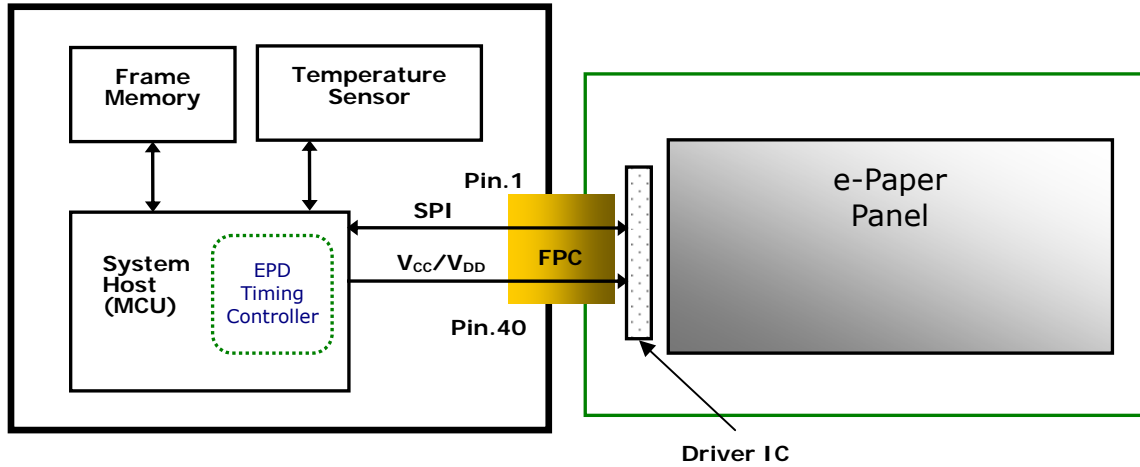 Frame
Memory
Temperature
Sensor
Pin.1
SPI
System
Host
(MCU)
EPD
Timing
Controller
VCC/VDD
FPC
Pin.40
e-Paper
Panel
Driver IC